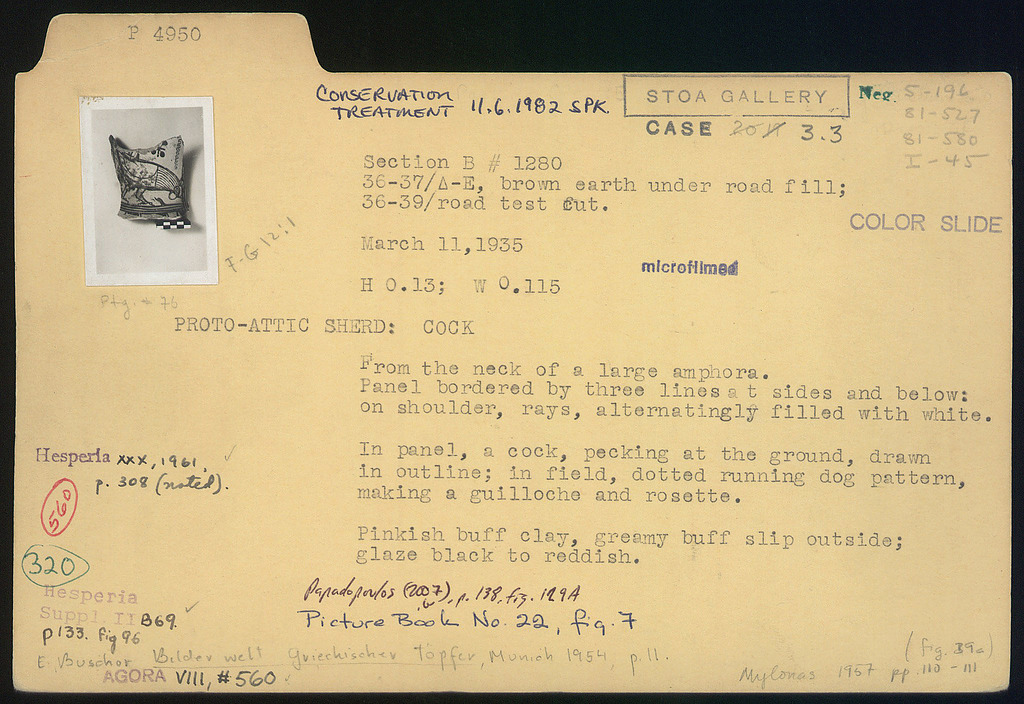 P 4950
CONSERVATION
TREATMENT 11.6.1982 SPK.
STOA GALLERY
CASE 3.3
Neg. 5-196
81-527
81-580
I-45
Section B # 1280
36-37/Δ-E, brown earth under road fill;
36-39/road test cut.
COLOR SLIDE
March 11,1935
microfilmed
F-G 12:1
H 0.13; W 0.115
Ptg. # 76
PROTO-ATTIC SHERD: COCK
From the neck of a large amphora.
Panel bordered by three lines at sides and below:
on shoulder, rays, alternatingly filled with white.
In panel, a cock, pecking at the ground, drawn
in outline; in field, dotted running dog pattern,
making a guilloche and rosette.
Pinkish buff clay, greamy buff slip outside;
glaze black to reddish.
Hesperia XXX, 1961, ✓
p. 308 (noted).
560
320
Hesperia
Suppl. II B69. ✓
p133. Fig 96
Papadopoulos (2007), p. 138, fig. 129A
Picture Book No. 22, fig. 7
E. Buschor Bilderwelt Griechischer Töpfer, Munich 1954, p. 11.
AGORA VIII, #560 ✓
(fig. 39a)
Mylonas 1957 pp. 110-111